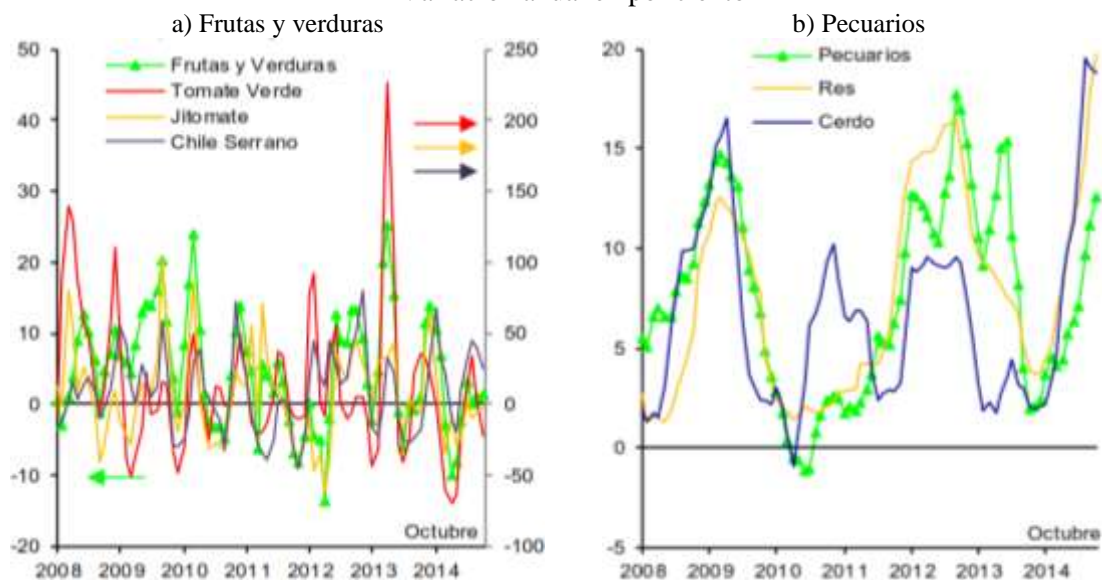 a) Frutas y verduras
50
40
30
20
10
0
-10
-20
250
200
150
100
50
0
-50
-100
Frutas y Verduras
Tomate Verde
Jitomate
Chile Serrano
Octubre
2008 2009 2010 2011 2012 2013 2014
b) Pecuarios
20
15
10
5
0
-5
Pecuarios
Res
Cerdo
Octubre
2008 2009 2010 2011 2012 2013 2014